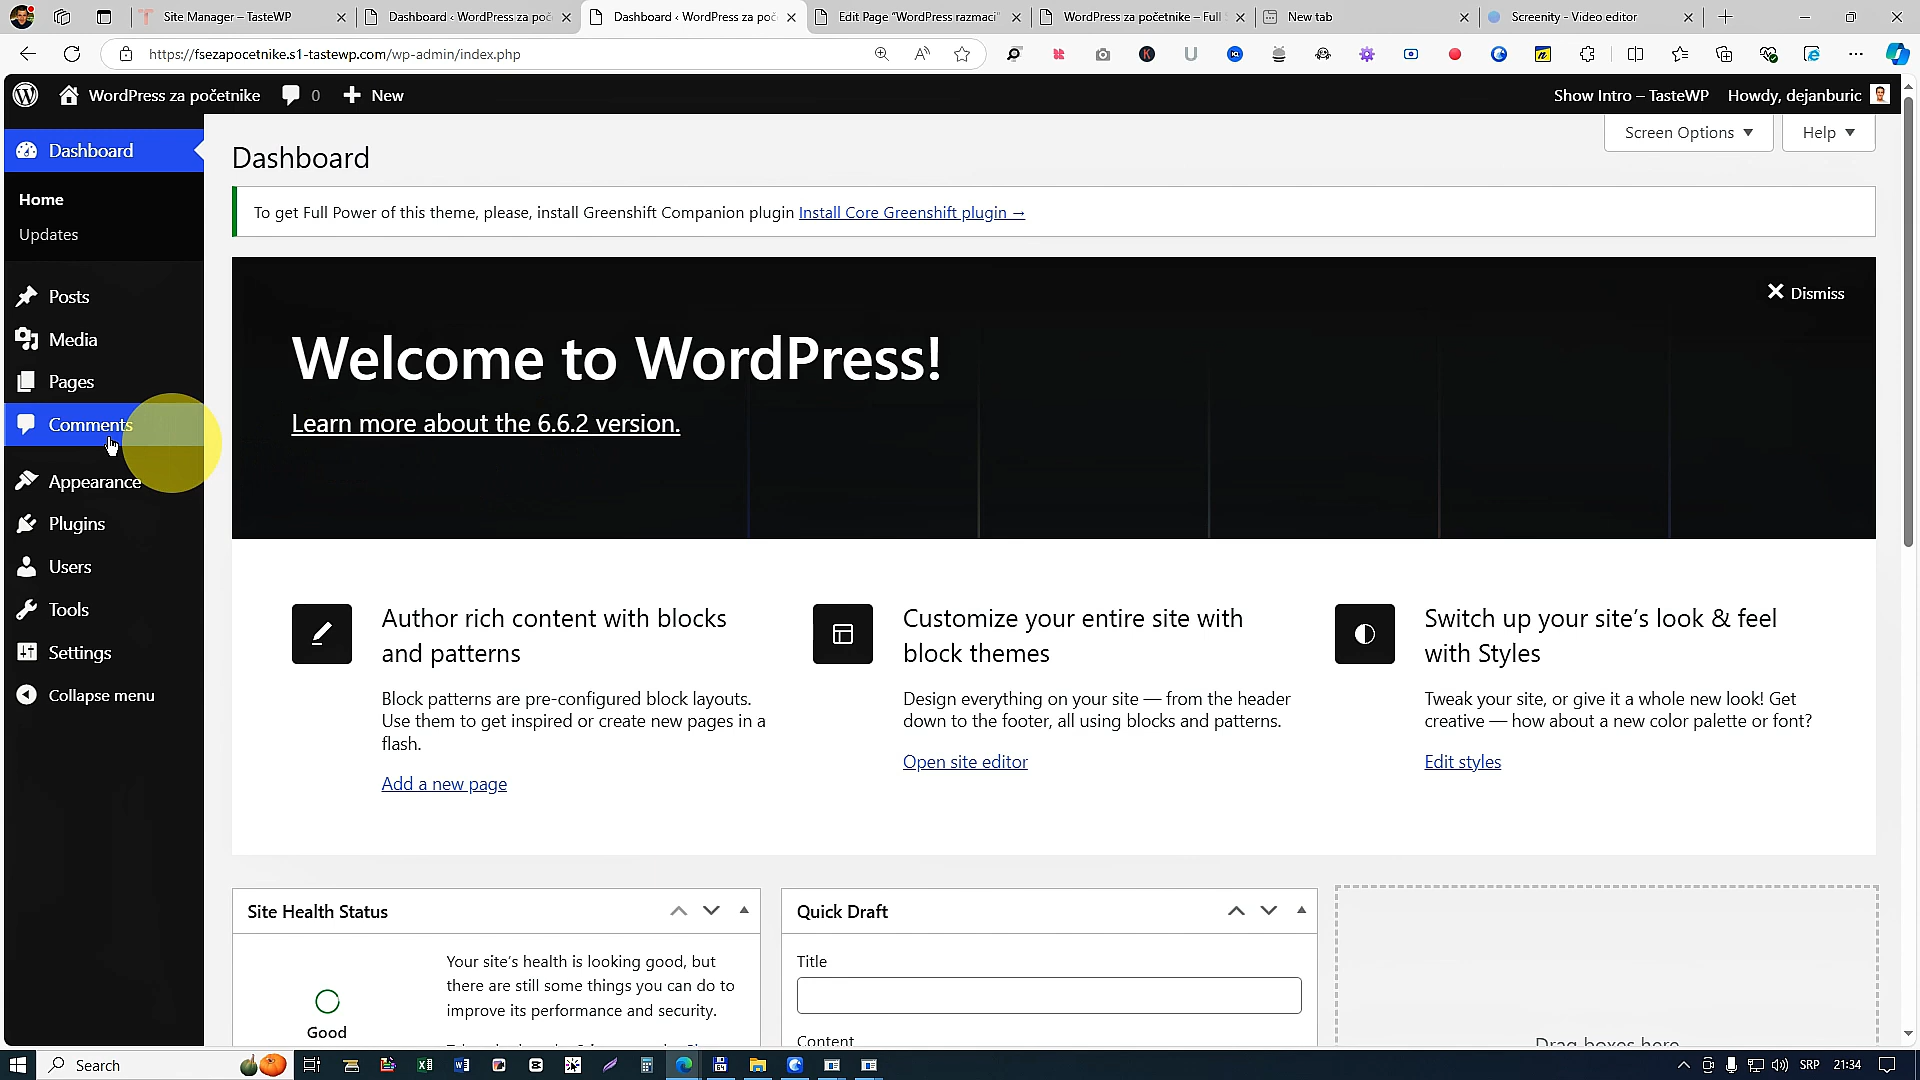 Site Manager – TasteWP
Dashboard ‹ WordPress za poč
Dashboard ‹ WordPress za poč
Edit Page "WordPress razmaci"
WordPress za početnike – Full
New tab
Screenity - Video editor
https://fsezapocetnike.s1-tastewp.com/wp-admin/index.php
WordPress za početnike
0
New
Show Intro – TasteWP
Howdy, dejanburic
Dashboard
Home
Updates
Posts
Media
Pages
Comments
Appearance
Plugins
Users
Tools
Settings
Collapse menu
Screen Options
Help
Dashboard
To get Full Power of this theme, please, install Greenshift Companion plugin Install Core Greenshift plugin →
Dismiss
Welcome to WordPress!
Learn more about the 6.6.2 version.
Author rich content with blocks
and patterns
Block patterns are pre-configured block layouts.
Use them to get inspired or create new pages in a
flash.
Add a new page
Customize your entire site with
block themes
Design everything on your site — from the header
down to the footer, all using blocks and patterns.
Open site editor
Switch up your site's look & feel
with Styles
Tweak your site, or give it a whole new look! Get
creative — how about a new color palette or font?
Edit styles
Site Health Status
Good
Your site's health is looking good, but
there are still some things you can do to
improve its performance and security.
Quick Draft
Title
Content
Drag boxes here
Search
SRP
21:34